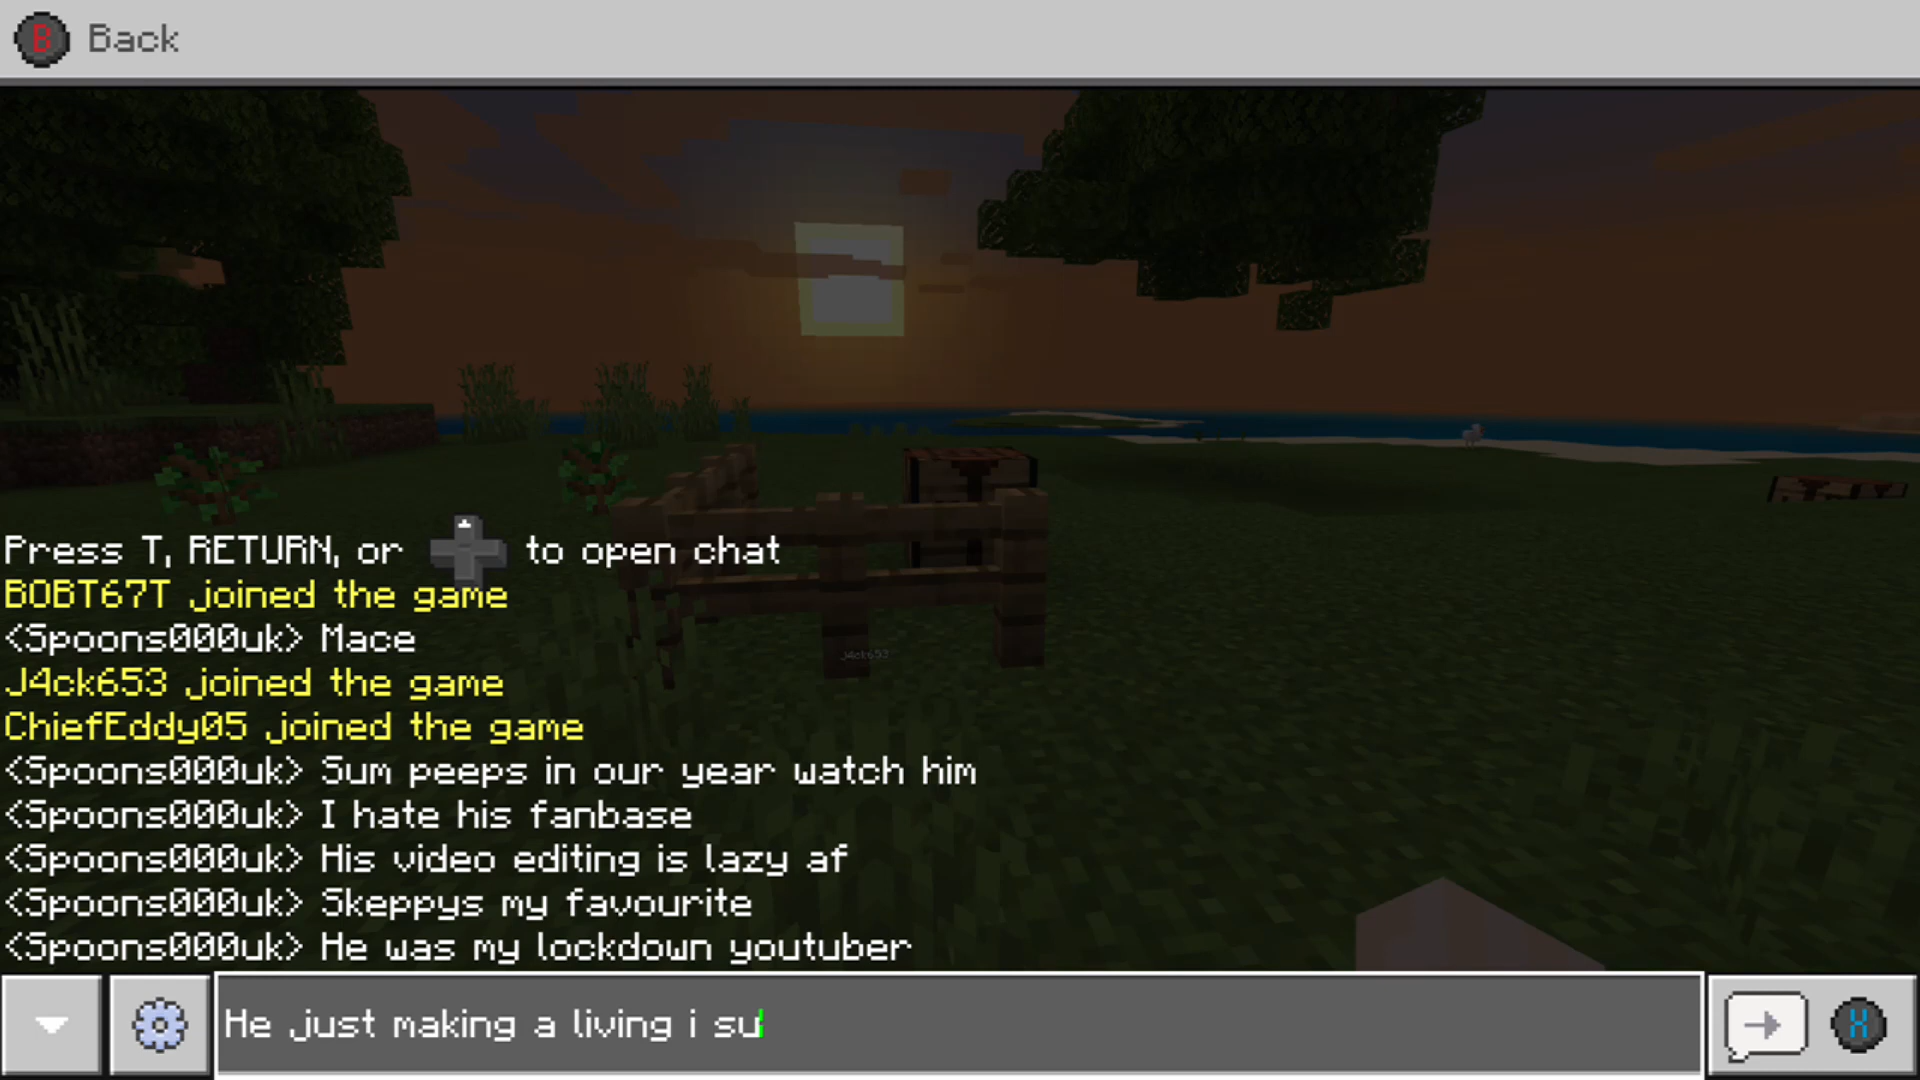 B Back
Press T, RETURN, or to open chat
BOBT67T joined the game
<Spoons000uk> Mace
J4ck653 joined the game
ChiefEddy05 joined the game
<Spoons000uk> Sum peeps in our year watch him
<Spoons000uk> I hate his fanbase
<Spoons000uk> His video editing is lazy af
<Spoons000uk> Skeppys my favourite
<Spoons000uk> He was my lockdown youtuber
J4ck653
He just making a living i su
X